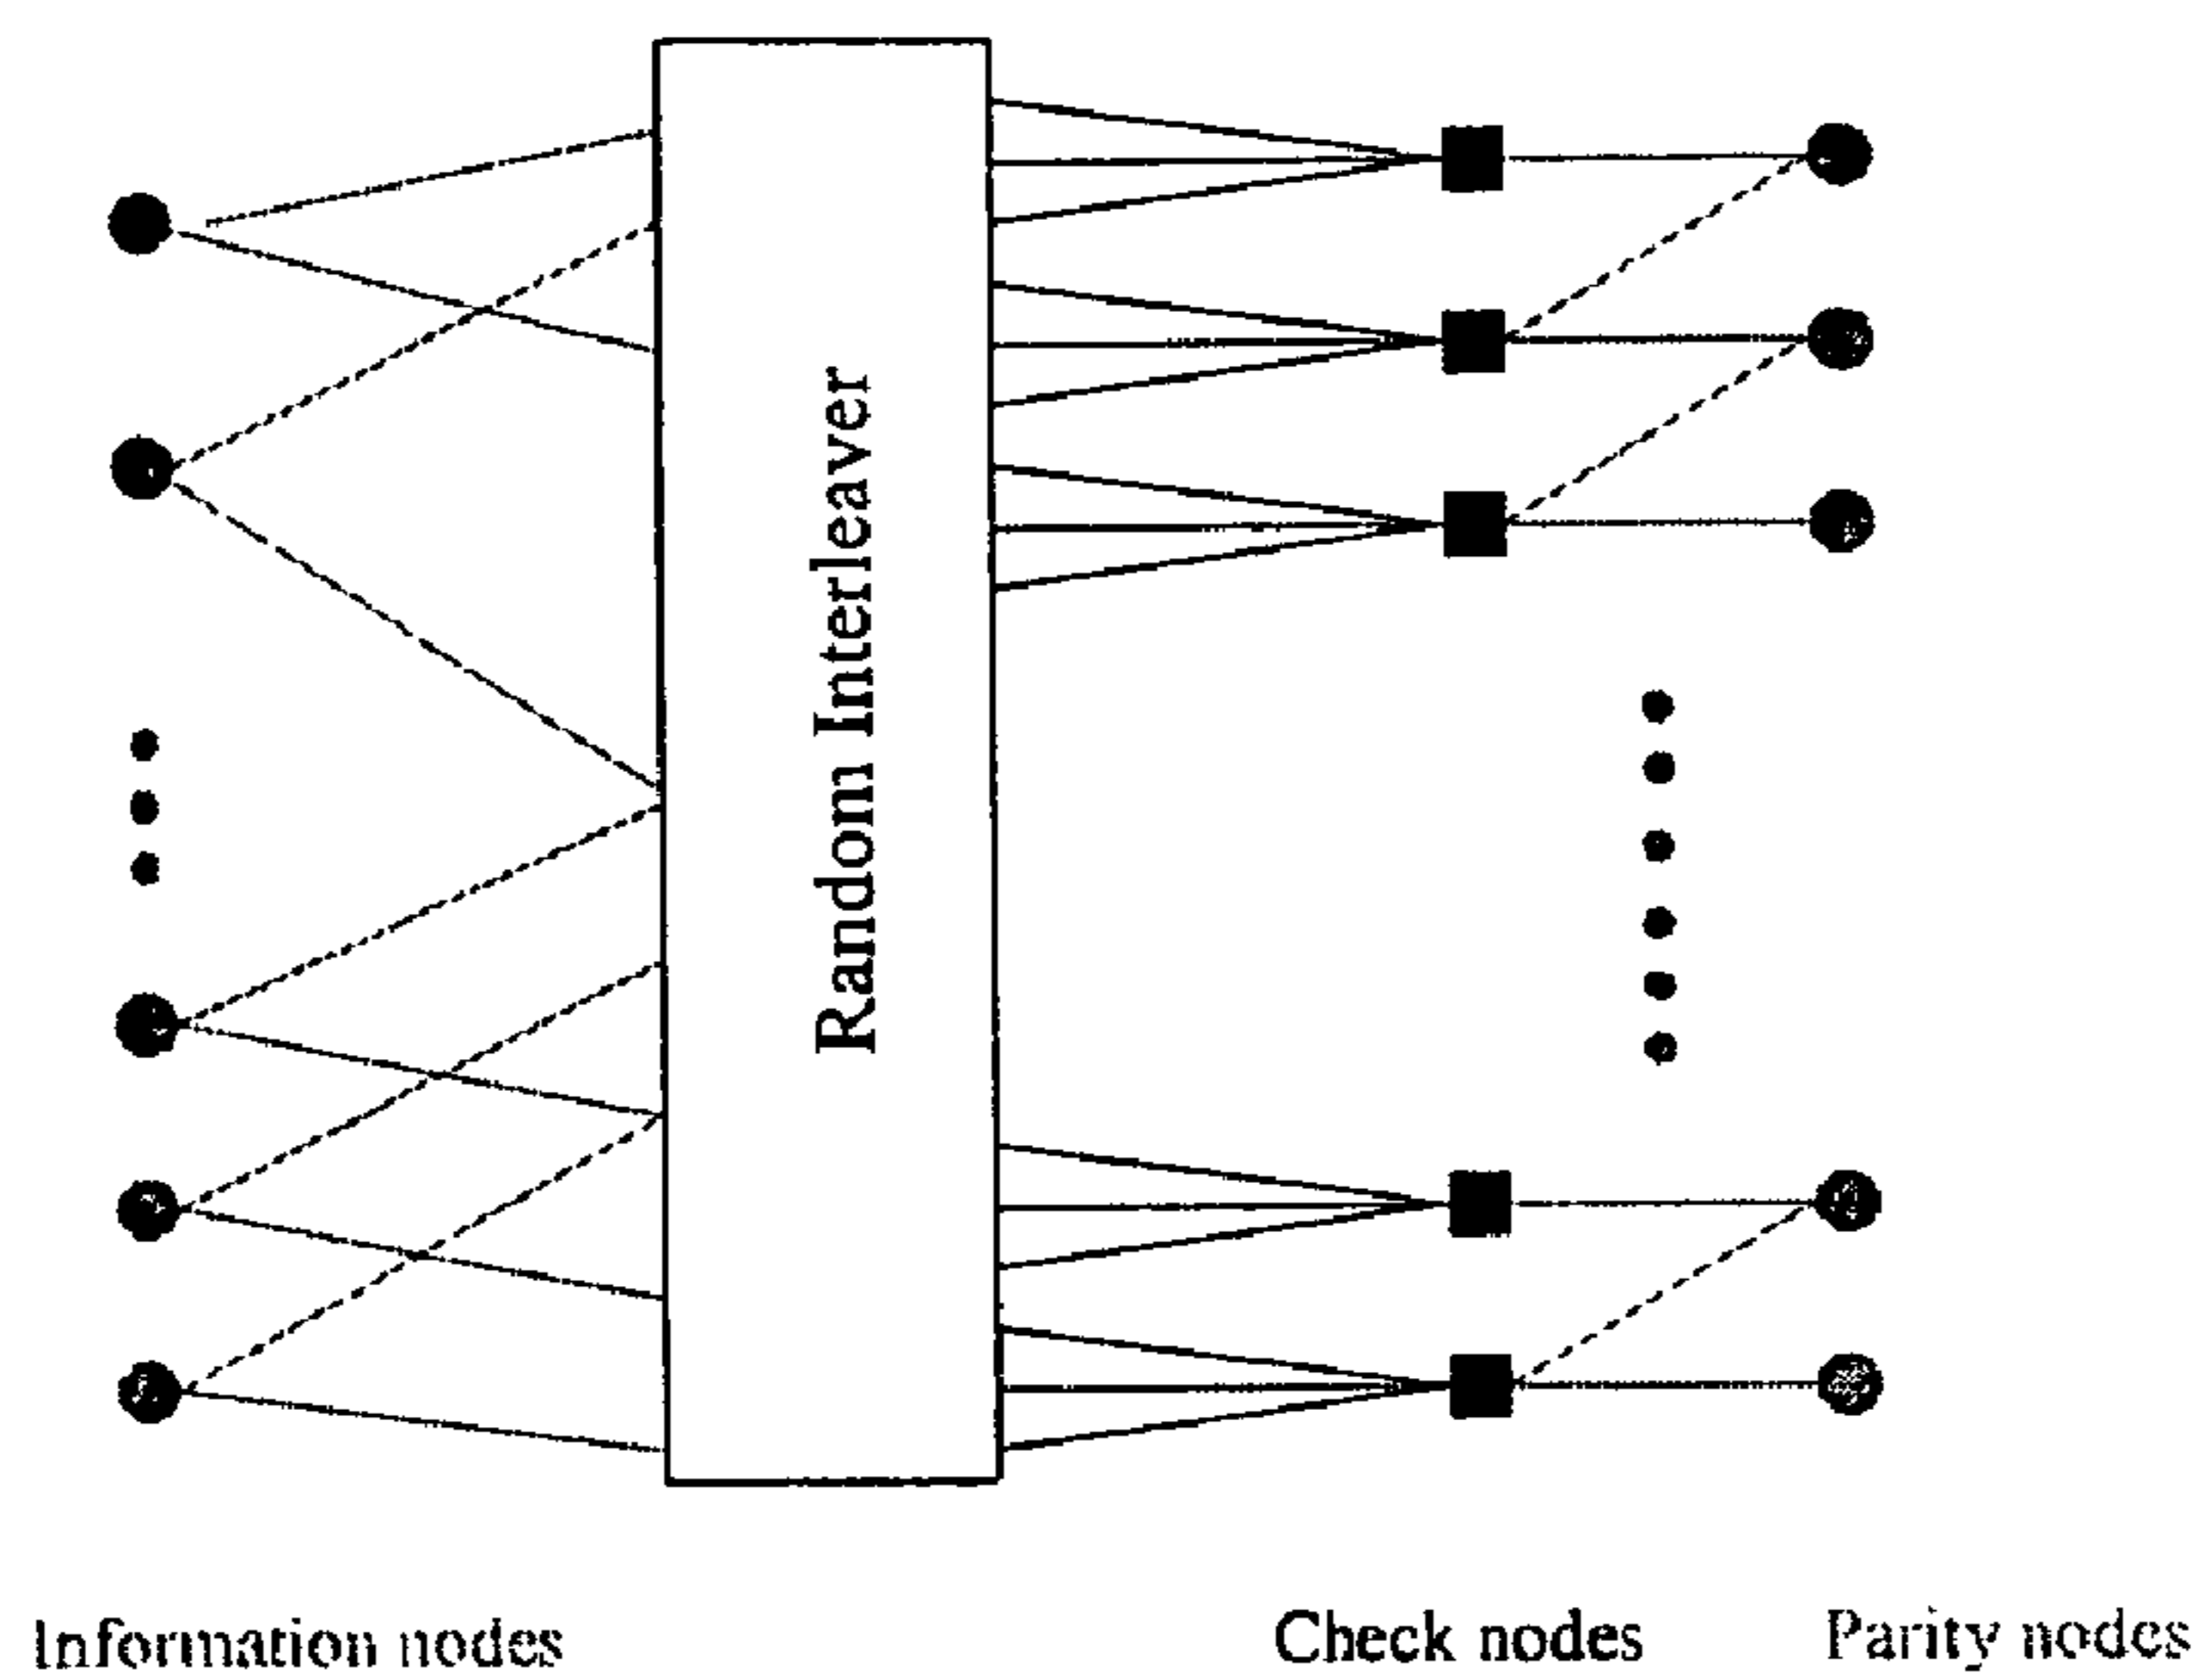 Random Interleaver
Information nodes
Check nodes
Parity nodes